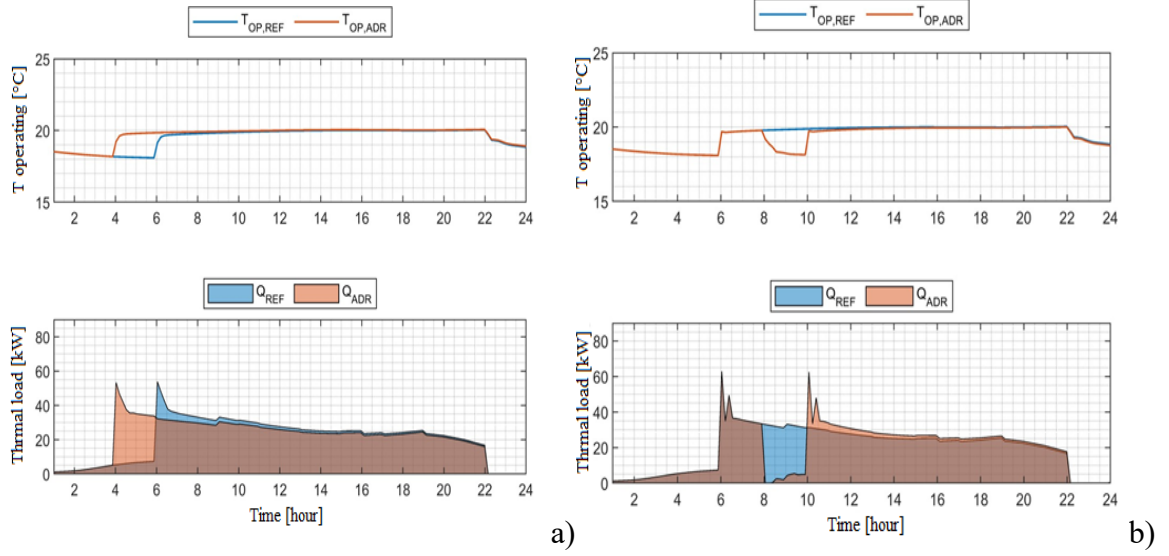 T_OP,REF T_OP,ADR
T operating [°C]
25
20
15
2 4 6 8 10 12 14 16 18 20 22 24
Q_REF Q_ADR
Thrmal load [kW]
80
60
40
20
0
2 4 6 8 10 12 14 16 18 20 22 24
Time [hour]
a)
T_OP,REF T_OP,ADR
T operating [°C]
25
20
15
2 4 6 8 10 12 14 16 18 20 22 24
Q_REF Q_ADR
Thrmal load [kW]
80
60
40
20
0
2 4 6 8 10 12 14 16 18 20 22 24
Time [hour]
b)